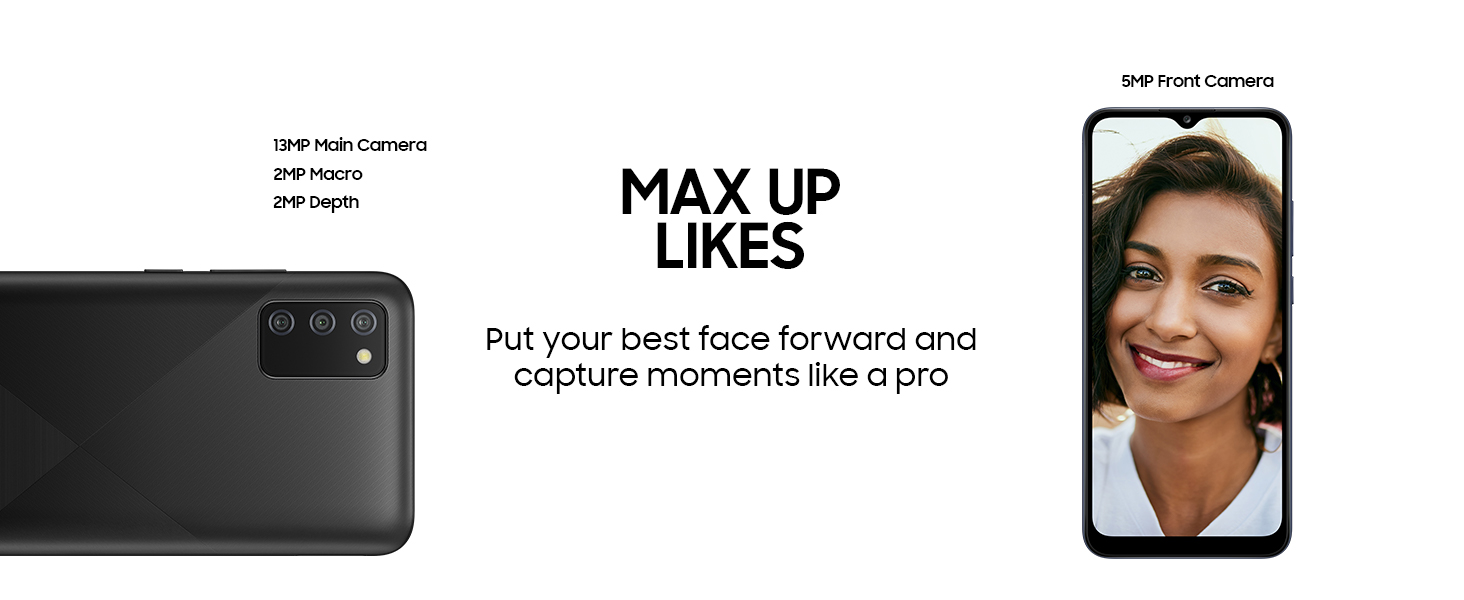 13MP Main Camera
2MP Macro
2MP Depth
MAX UP
LIKES
Put your best face forward and
capture moments like a pro
5MP Front Camera